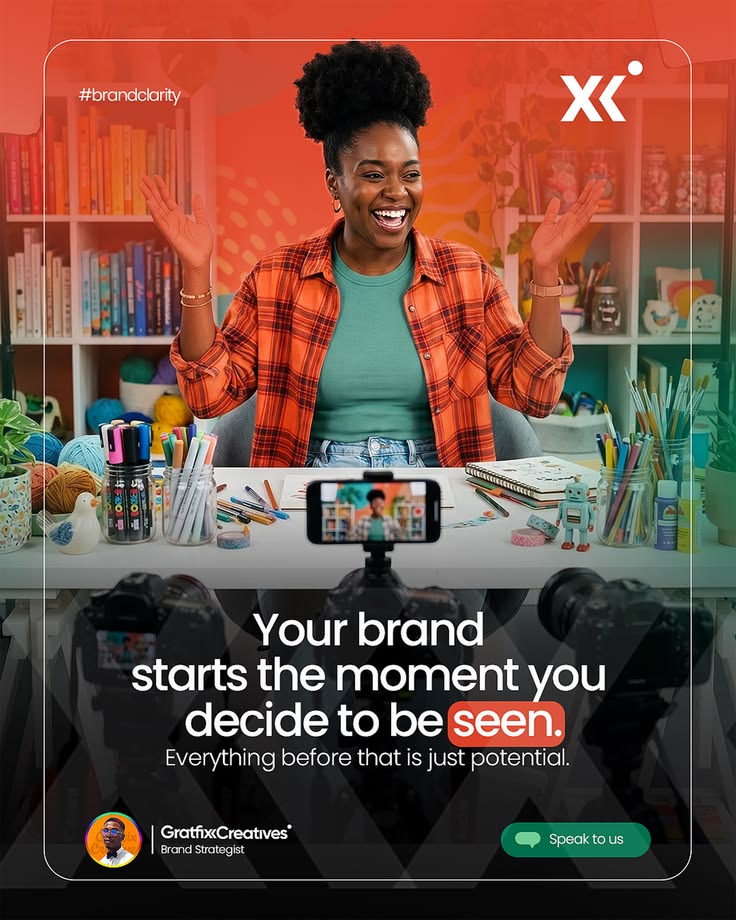 #brandclarity
Your brand
starts the moment you
decide to be seen.
Everything before that is just potential.
GraffixxCreatives
Brand Strategist
Speak to us